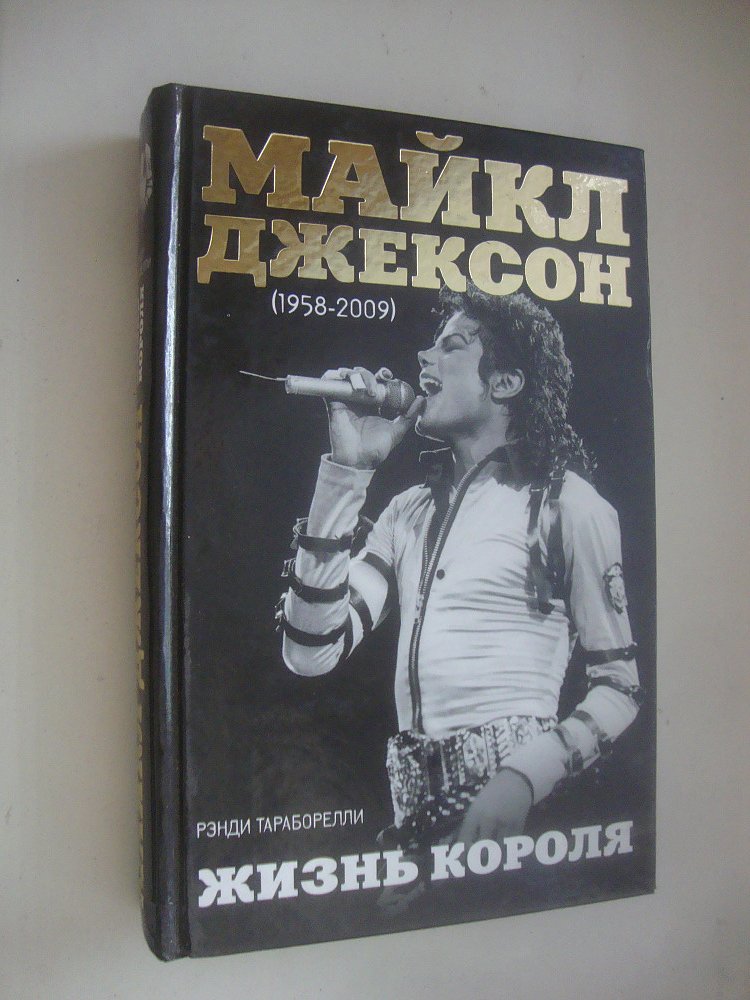 МАЙКЛ
ДЖЕКСОН
(1958-2009)
РЭНДИ ТАРАБОРЕЛЛИ
ЖИЗНЬ КОРОЛЯ